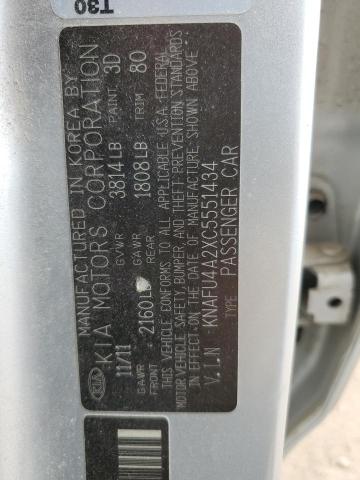 T30
MANUFACTURED IN KOREA BY
KIA KIA MOTORS CORPORATION
11/11 GVWR 3814LB PAINT 3D
GAWR FRONT 2160L GAWR REAR 1808LB TRIM 80
THIS VEHICLE CONFORMS TO ALL APPLICABLE U.S.A FEDERAL
MOTOR VEHICLE SAFETY, BUMPER, AND THEFT PREVENTION STANDARDS
IN EFFECT ON THE DATE OF MANUFACTURE SHOWN ABOVE
V.I.N : KNAFU4A2XC5551434
TYPE : PASSENGER CAR